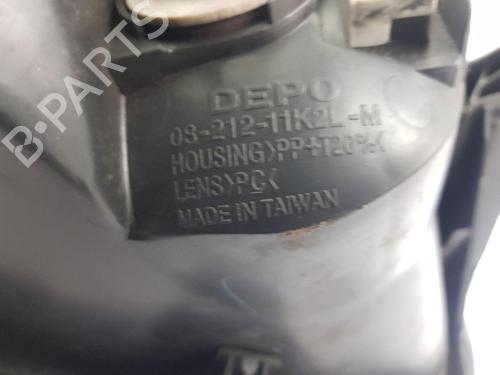 DEPO
08-212-11K2L-M
HOUSING>PP+T20%<
LENS>PC<
MADE IN TAIWAN
B-PARTS